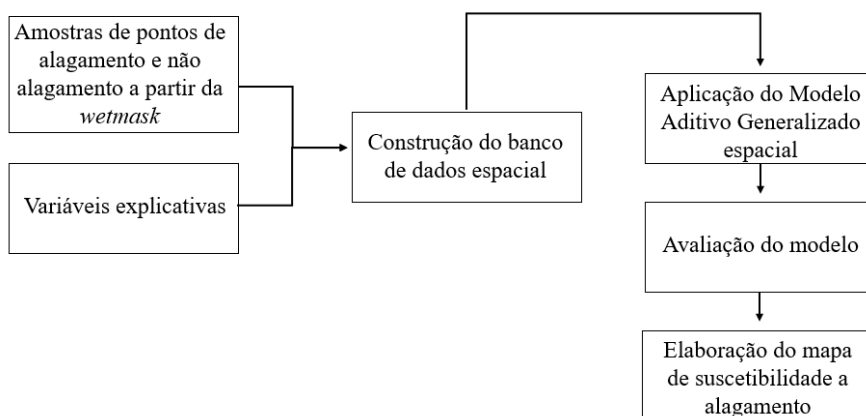 Amostras de pontos de
alagamento e não
alagamento a partir da
wetmask
Variáveis explicativas
Construção do banco
de dados espacial
Aplicação do Modelo
Aditivo Generalizado
espacial
Avaliação do modelo
Elaboração do mapa
de suscetibilidade a
alagamento